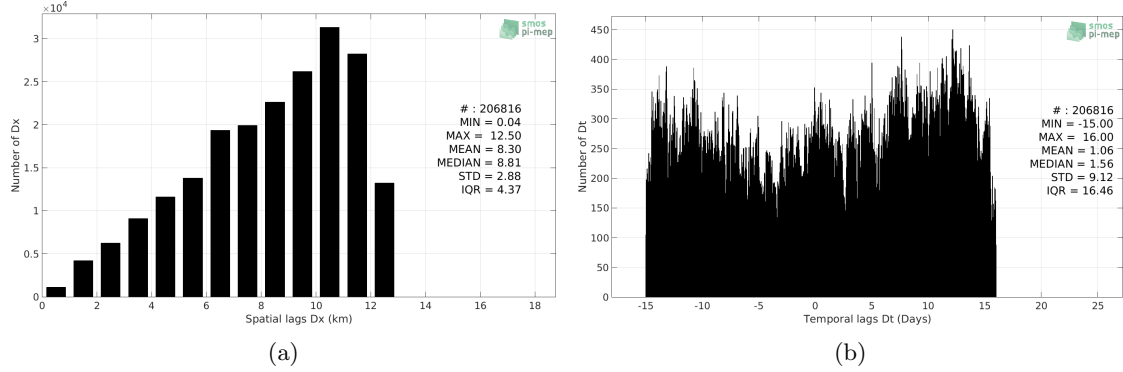 ×10⁴
3
2.5
2
1.5
1
0.5
0
0 2 4 6 8 10 12 14 16 18
Number of Dx
Spatial lags Dx (km)
smos
pi-mep
# : 206816
MIN = 0.04
MAX = 12.50
MEAN = 8.30
MEDIAN = 8.81
STD = 2.88
IQR = 4.37
(a)
450
400
350
300
250
200
150
100
50
0
-15 -10 -5 0 5 10 15 20 25
Number of Dt
Temporal lags Dt (Days)
smos
pi-mep
# : 206816
MIN = -15.00
MAX = 16.00
MEAN = 1.06
MEDIAN = 1.56
STD = 9.12
IQR = 16.46
(b)